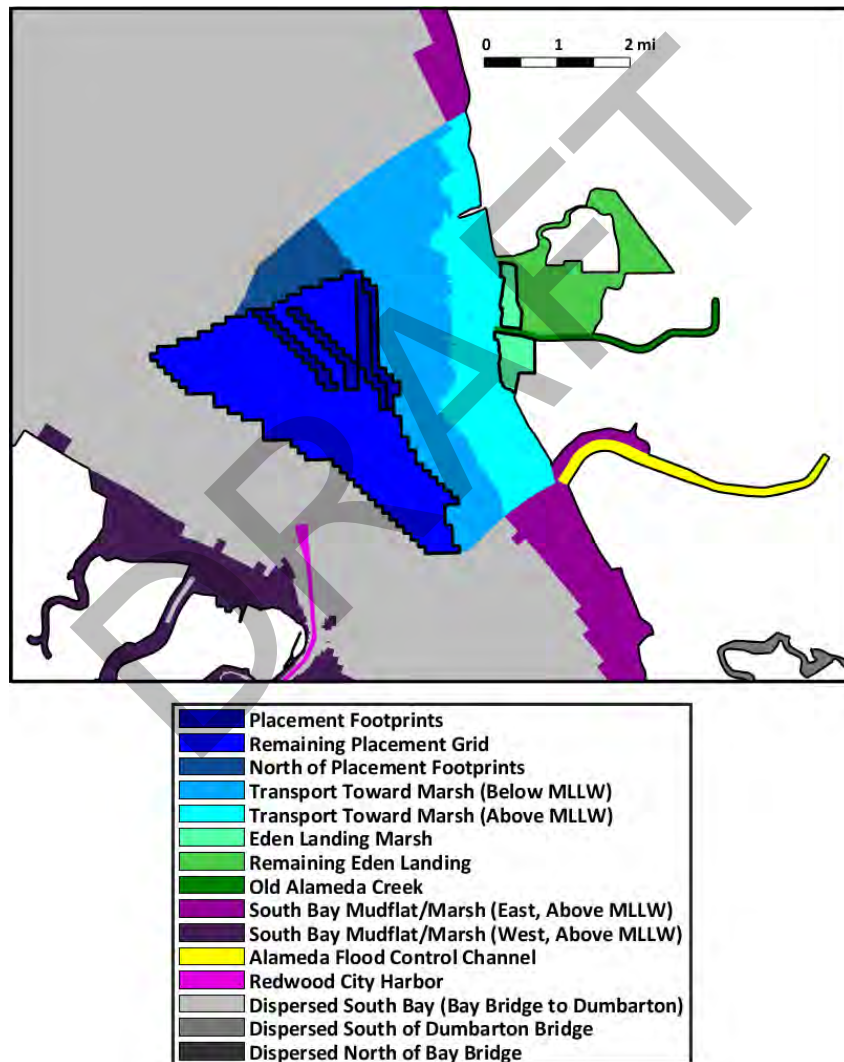 0 1 2 mi
DRAFT
Placement Footprints
Remaining Placement Grid
North of Placement Footprints
Transport Toward Marsh (Below MLLW)
Transport Toward Marsh (Above MLLW)
Eden Landing Marsh
Remaining Eden Landing
Old Alameda Creek
South Bay Mudflat/Marsh (East, Above MLLW)
South Bay Mudflat/Marsh (West, Above MLLW)
Alameda Flood Control Channel
Redwood City Harbor
Dispersed South Bay (Bay Bridge to Dumbarton)
Dispersed South of Dumbarton Bridge
Dispersed North of Bay Bridge